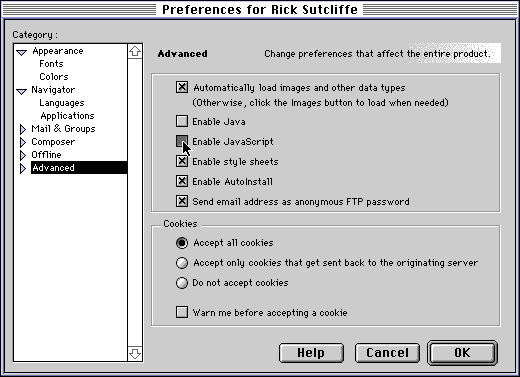 Preferences for Rick Sutcliffe
Category :
Appearance
Fonts
Colors
Navigator
Languages
Applications
Mail & Groups
Composer
Offline
Advanced
Advanced
Change preferences that affect the entire product.
Automatically load images and other data types
(Otherwise, click the Images button to load when needed)
Enable Java
Enable JavaScript
Enable style sheets
Enable AutoInstall
Send email address as anonymous FTP password
Cookies
Accept all cookies
Accept only cookies that get sent back to the originating server
Do not accept cookies
Warn me before accepting a cookie
Help
Cancel
OK